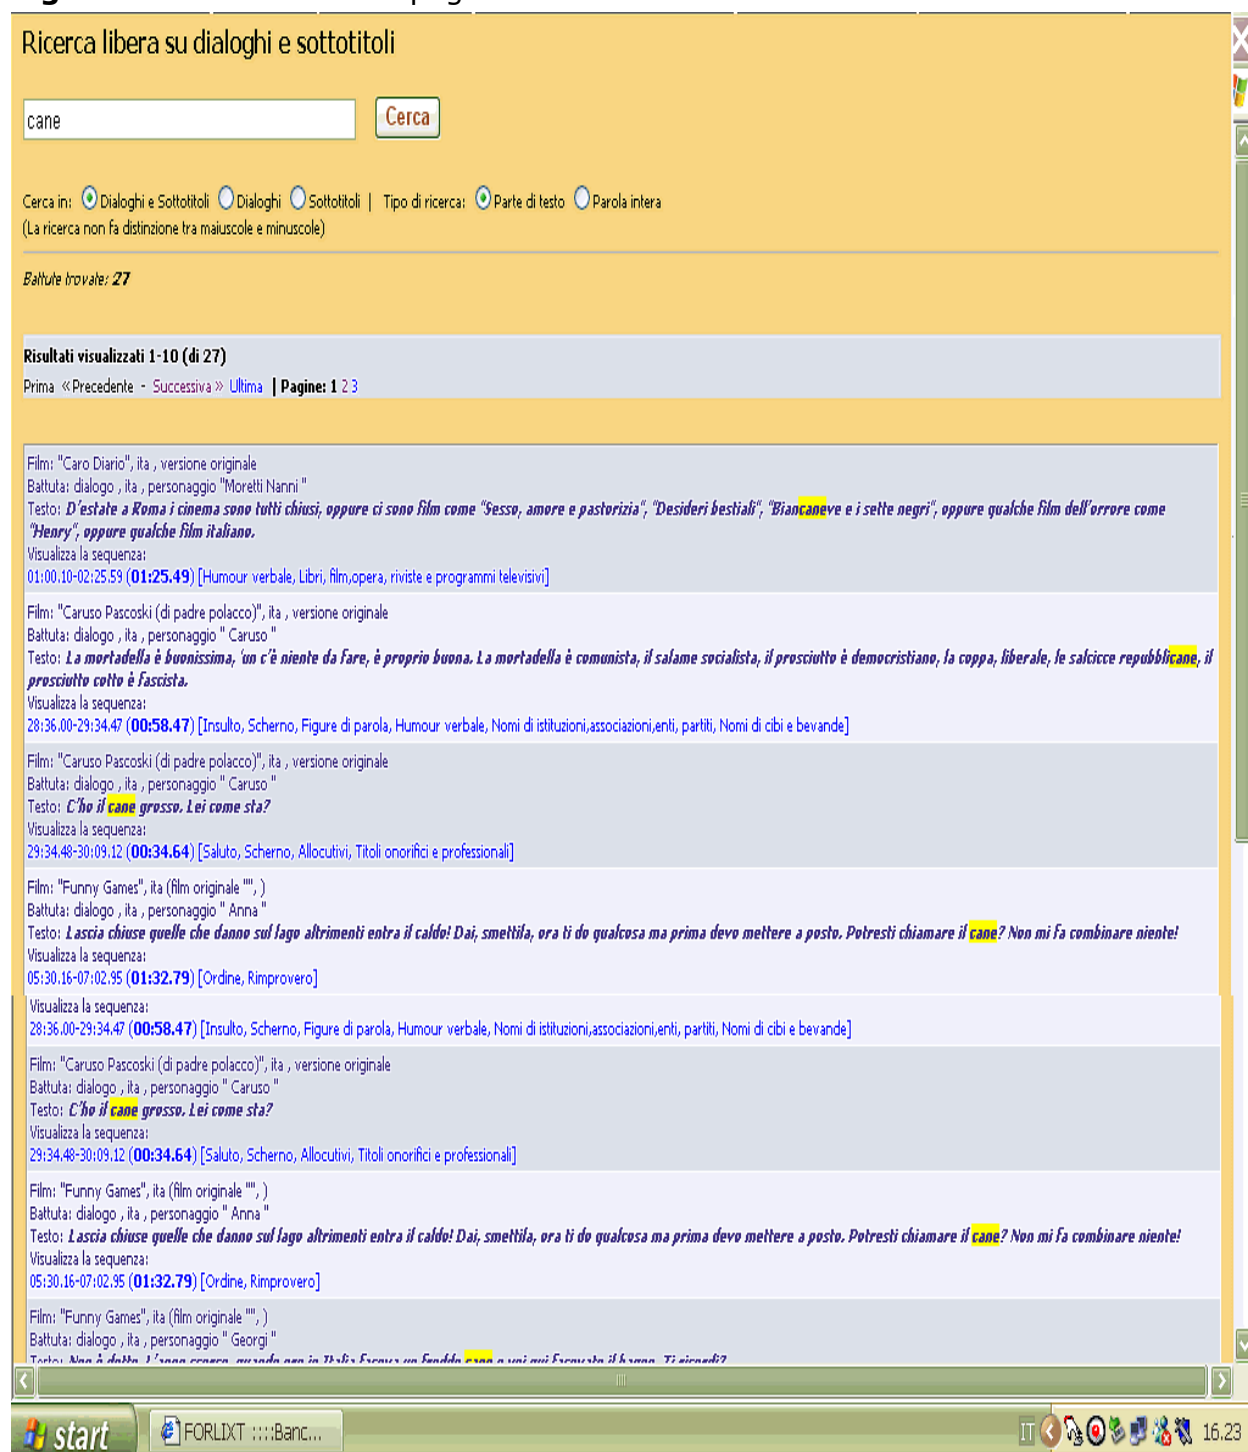 Ricerca libera su dialoghi e sottotitoli
cane
Cerca
Cerca in: Dialoghi e Sottotitoli Dialoghi Sottotitoli | Tipo di ricerca: Parte di testo Parola intera
(La ricerca non fa distinzione tra maiuscole e minuscole)
Battute trovate: 27
Risultati visualizzati 1-10 (di 27)
Prima «Precedente - Successiva» Ultima | Pagine: 1 2 3
Film: "Caro Diario", ita , versione originale
Battuta: dialogo , ita , personaggio "Moretti Nanni "
Testo: D'estate a Roma i cinema sono tutti chiusi, oppure ci sono film come "Sesso, amore e pastorizia", "Desideri bestiali", "Biancaneve e i sette negri", oppure qualche film dell'orrore come
"Henry", oppure qualche film italiano.
Visualizza la sequenza:
01:00.10-02:25.59 (01:25.49) [Humour verbale, Libri, film,opera, riviste e programmi televisivi]
Film: "Caruso Pascoski (di padre polacco)", ita , versione originale
Battuta: dialogo , ita , personaggio " Caruso "
Testo: La mortadella è buonissima, 'un c'è niente da fare, è proprio buona. La mortadella è comunista, il salame socialista, il prosciutto è democristiano, la coppa, liberale, le salcicce repubblicane, il
prosciutto cotto è fascista.
Visualizza la sequenza:
28:36.00-29:34.47 (00:58.47) [Insulto, Scherno, Figure di parola, Humour verbale, Nomi di istituzioni,associazioni,enti, partiti, Nomi di cibi e bevande]
Film: "Caruso Pascoski (di padre polacco)", ita , versione originale
Battuta: dialogo , ita , personaggio " Caruso "
Testo: C'ho il cane grosso. Lei come sta?
Visualizza la sequenza:
29:34.48-30:09.12 (00:34.64) [Saluto, Scherno, Allocutivi, Titoli onorifici e professionali]
Film: "Funny Games", ita (film originale "", )
Battuta: dialogo , ita , personaggio " Anna "
Testo: Lascia chiuse quelle che danno sul lago altrimenti entra il caldo! Dai, smettila, ora ti do qualcosa ma prima devo mettere a posto. Potresti chiamare il cane? Non mi fa combinare niente!
Visualizza la sequenza:
05:30.16-07:02.95 (01:32.79) [Ordine, Rimprovero]
Visualizza la sequenza:
28:36.00-29:34.47 (00:58.47) [Insulto, Scherno, Figure di parola, Humour verbale, Nomi di istituzioni,associazioni,enti, partiti, Nomi di cibi e bevande]
Film: "Caruso Pascoski (di padre polacco)", ita , versione originale
Battuta: dialogo , ita , personaggio " Caruso "
Testo: C'ho il cane grosso. Lei come sta?
Visualizza la sequenza:
29:34.48-30:09.12 (00:34.64) [Saluto, Scherno, Allocutivi, Titoli onorifici e professionali]
Film: "Funny Games", ita (film originale "", )
Battuta: dialogo , ita , personaggio " Anna "
Testo: Lascia chiuse quelle che danno sul lago altrimenti entra il caldo! Dai, smettila, ora ti do qualcosa ma prima devo mettere a posto. Potresti chiamare il cane? Non mi fa combinare niente!
Visualizza la sequenza:
05:30.16-07:02.95 (01:32.79) [Ordine, Rimprovero]
Film: "Funny Games", ita (film originale "", )
Battuta: dialogo , ita , personaggio " Georgi "
Testo: Non è detto. L'anno scorso, quando ero in Italia faceva un freddo cane e voi qui facevate il bagno. Ti ricordi?
start
FORLIXT ::::Banc...
IT
16.23